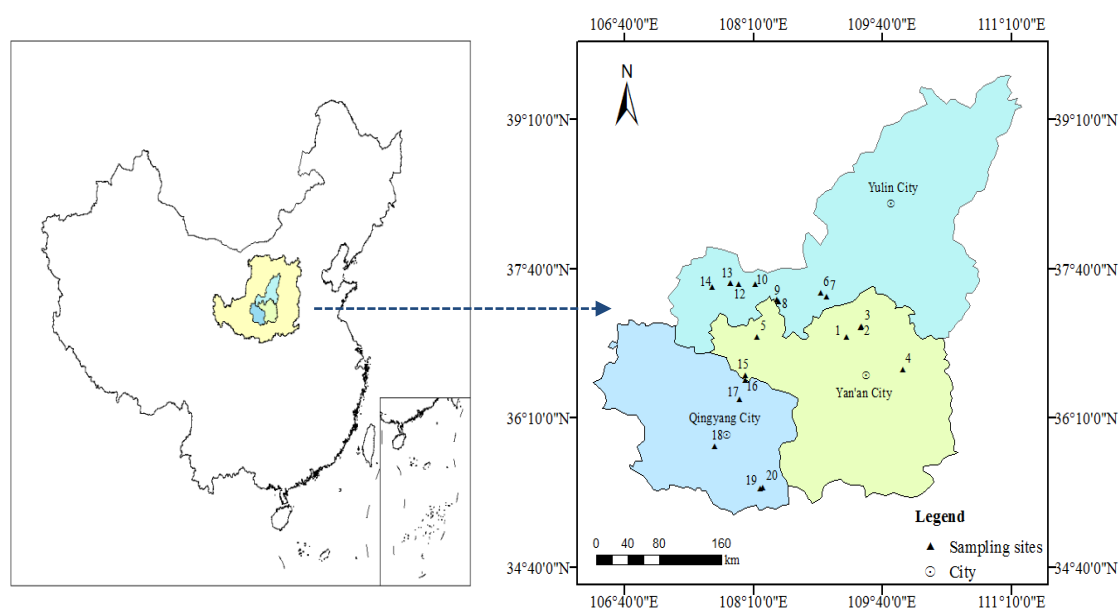 106°40'0"E 108°10'0"E 109°40'0"E 111°10'0"E
N
39°10'0"N 39°10'0"N
Yulin City
37°40'0"N 37°40'0"N
14 13 12 10 9 8 6 7
5 1 3 2
4
15 16
Yan'an City
17
36°10'0"N 36°10'0"N
Qingyang City
18
19 20
Legend
Sampling sites
City
0 40 80 160
km
34°40'0"N 34°40'0"N
106°40'0"E 108°10'0"E 109°40'0"E 111°10'0"E